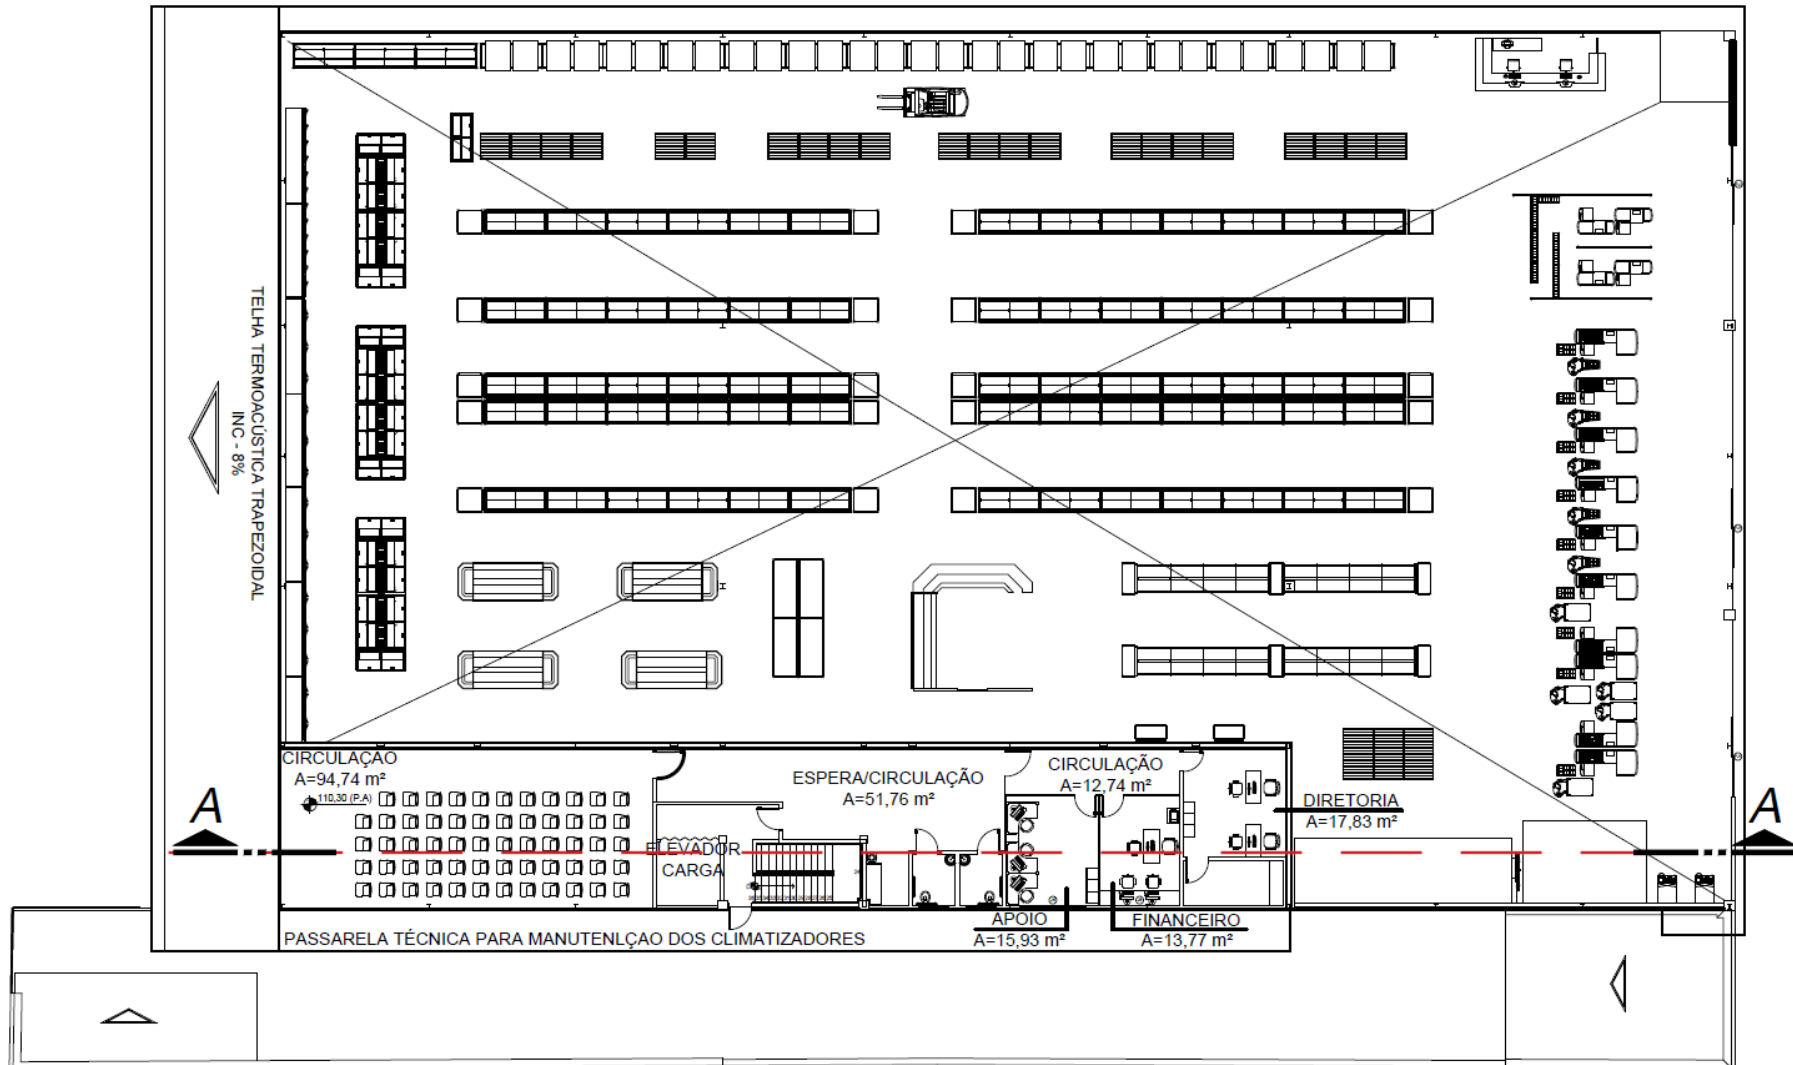 TELHA TERMOACÚSTICA TRAPEZOIDAL
INC - 8%
CIRCULAÇAO
A=94,74 m²
110,30 (P.A)
ESPERA/CIRCULAÇÃO
A=51,76 m²
CIRCULAÇÃO
A=12,74 m²
DIRETORIA
A=17,83 m²
A
A
ELEVADOR
CARGA
APOIO
A=15,93 m²
FINANCEIRO
A=13,77 m²
PASSARELA TÉCNICA PARA MANUTENLÇAO DOS CLIMATIZADORES